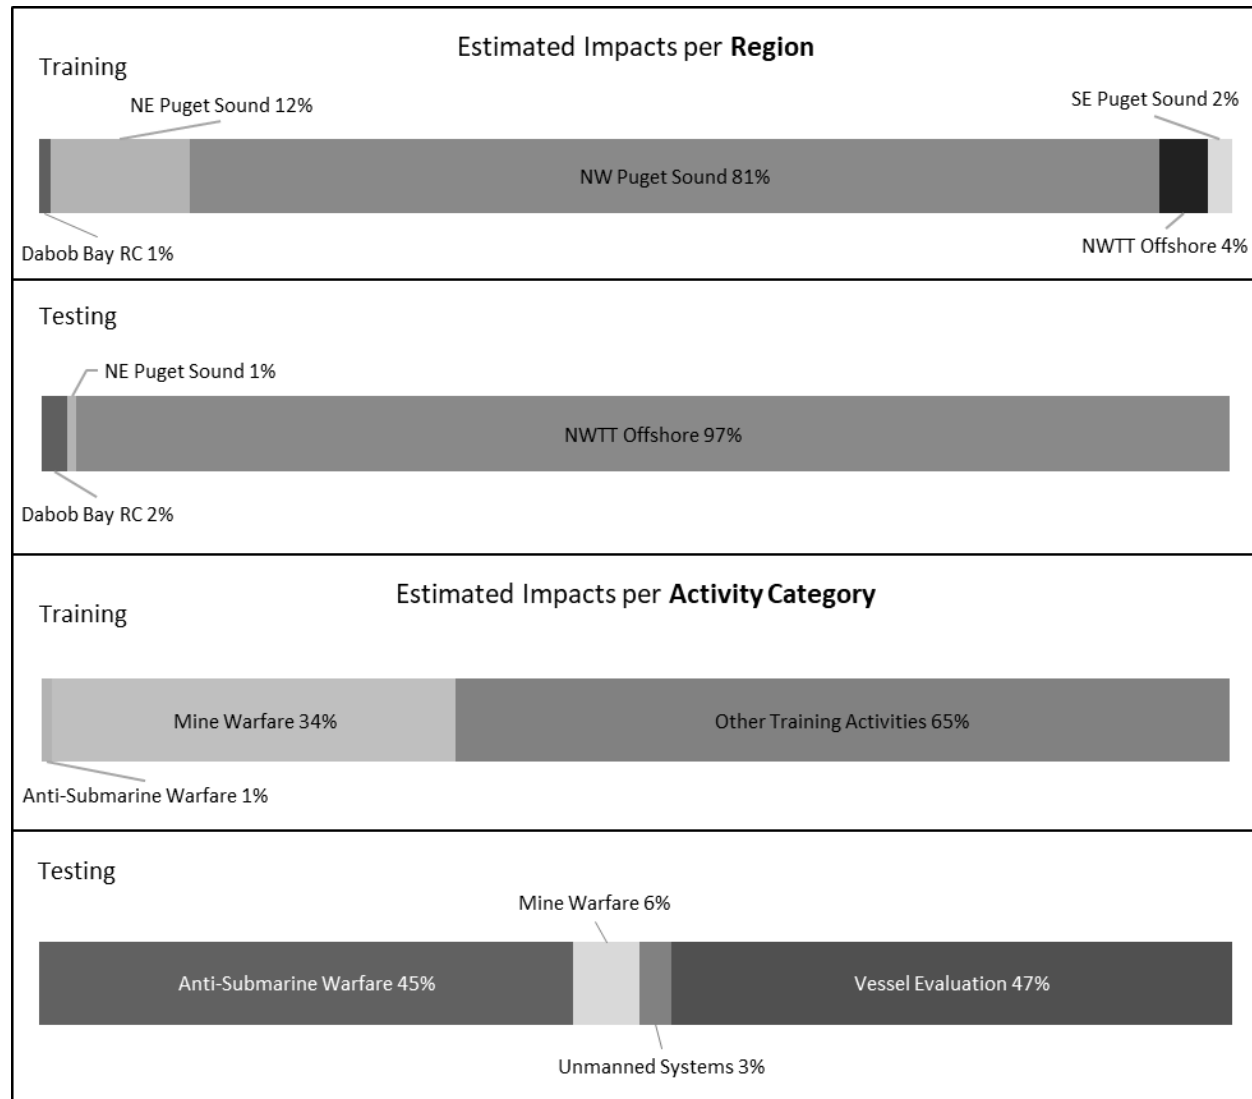 Estimated Impacts per Region
Training
NE Puget Sound 12%
SE Puget Sound 2%
NW Puget Sound 81%
Dabob Bay RC 1%
NWTT Offshore 4%
Testing
NE Puget Sound 1%
NWTT Offshore 97%
Dabob Bay RC 2%
Estimated Impacts per Activity Category
Training
Mine Warfare 34%
Other Training Activities 65%
Anti-Submarine Warfare 1%
Testing
Mine Warfare 6%
Anti-Submarine Warfare 45%
Vessel Evaluation 47%
Unmanned Systems 3%